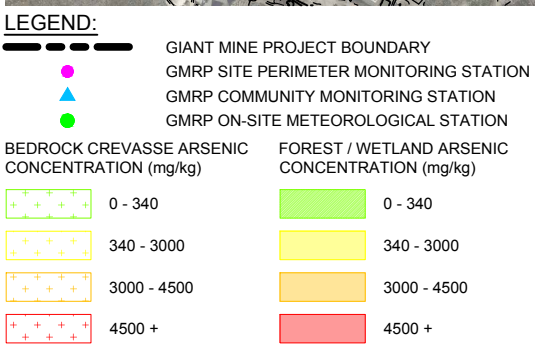 LEGEND:
GIANT MINE PROJECT BOUNDARY
GMRP SITE PERIMETER MONITORING STATION
GMRP COMMUNITY MONITORING STATION
GMRP ON-SITE METEOROLOGICAL STATION
BEDROCK CREVASSE ARSENIC
CONCENTRATION (mg/kg)
0 - 340
340 - 3000
3000 - 4500
4500 +
FOREST / WETLAND ARSENIC
CONCENTRATION (mg/kg)
0 - 340
340 - 3000
3000 - 4500
4500 +